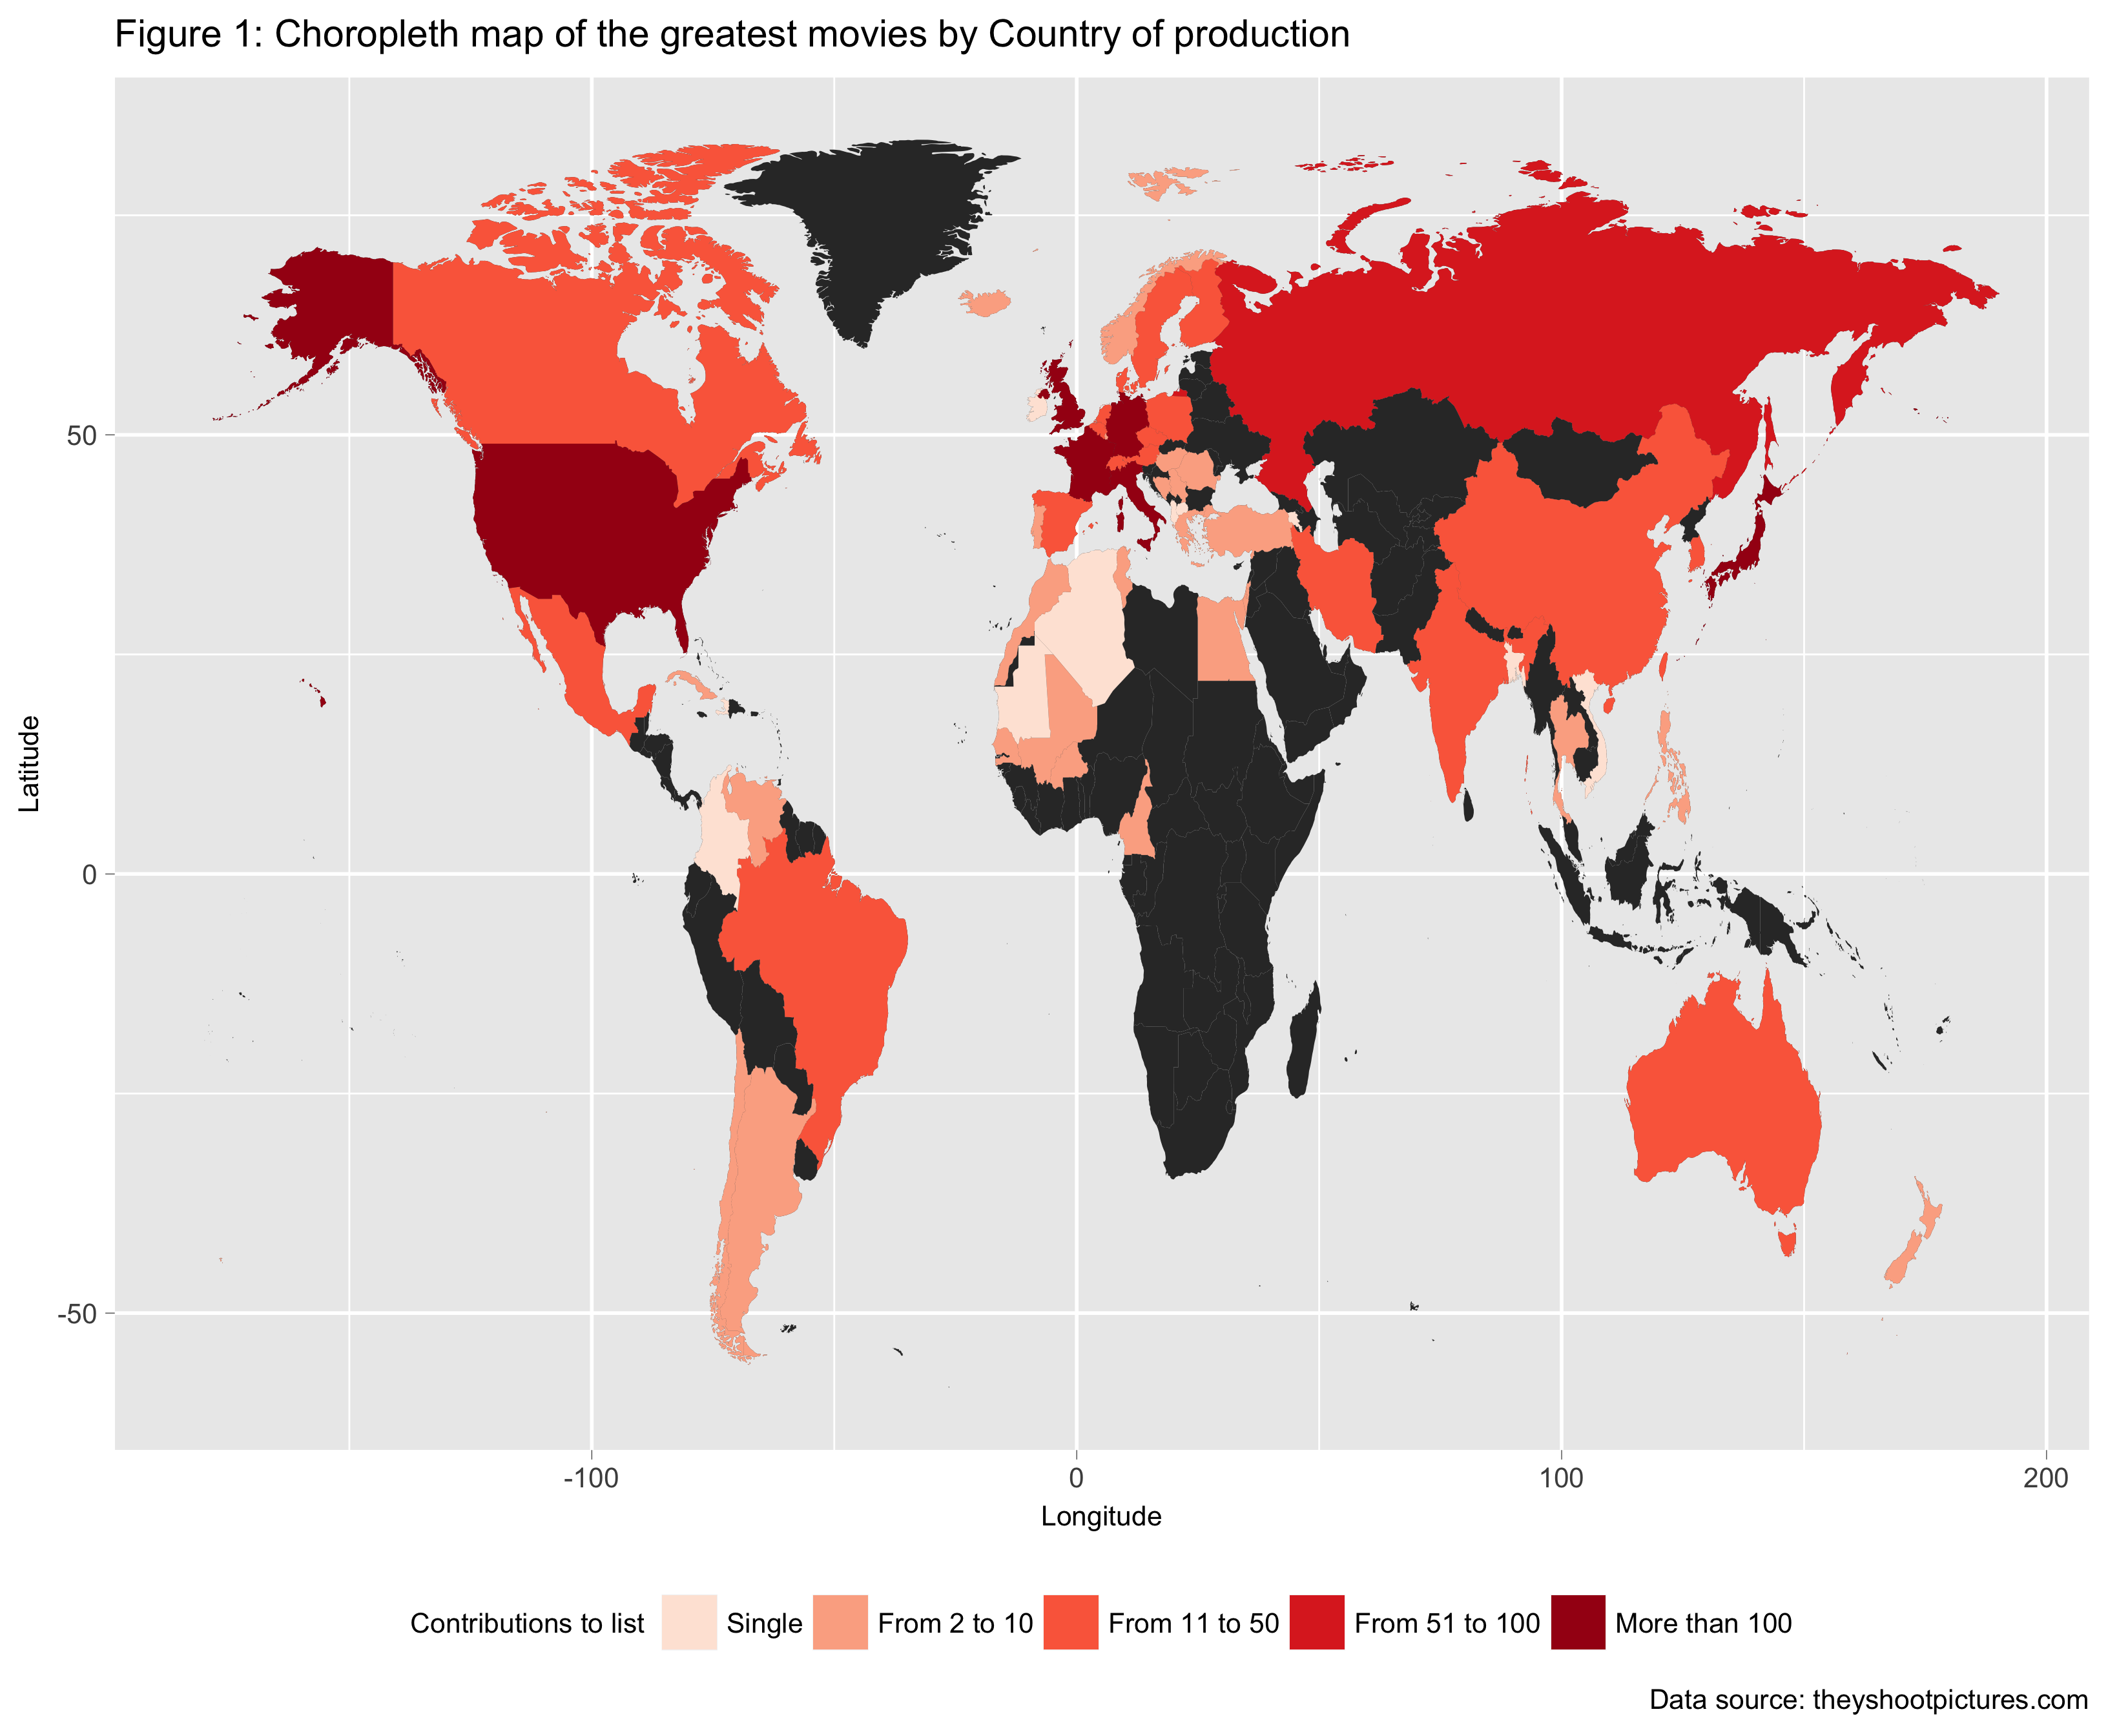 Figure 1: Choropleth map of the greatest movies by Country of production
50
0
-50
Latitude
-100 0 100 200
Longitude
Contributions to list Single From 2 to 10 From 11 to 50 From 51 to 100 More than 100
Data source: theyshootpictures.com